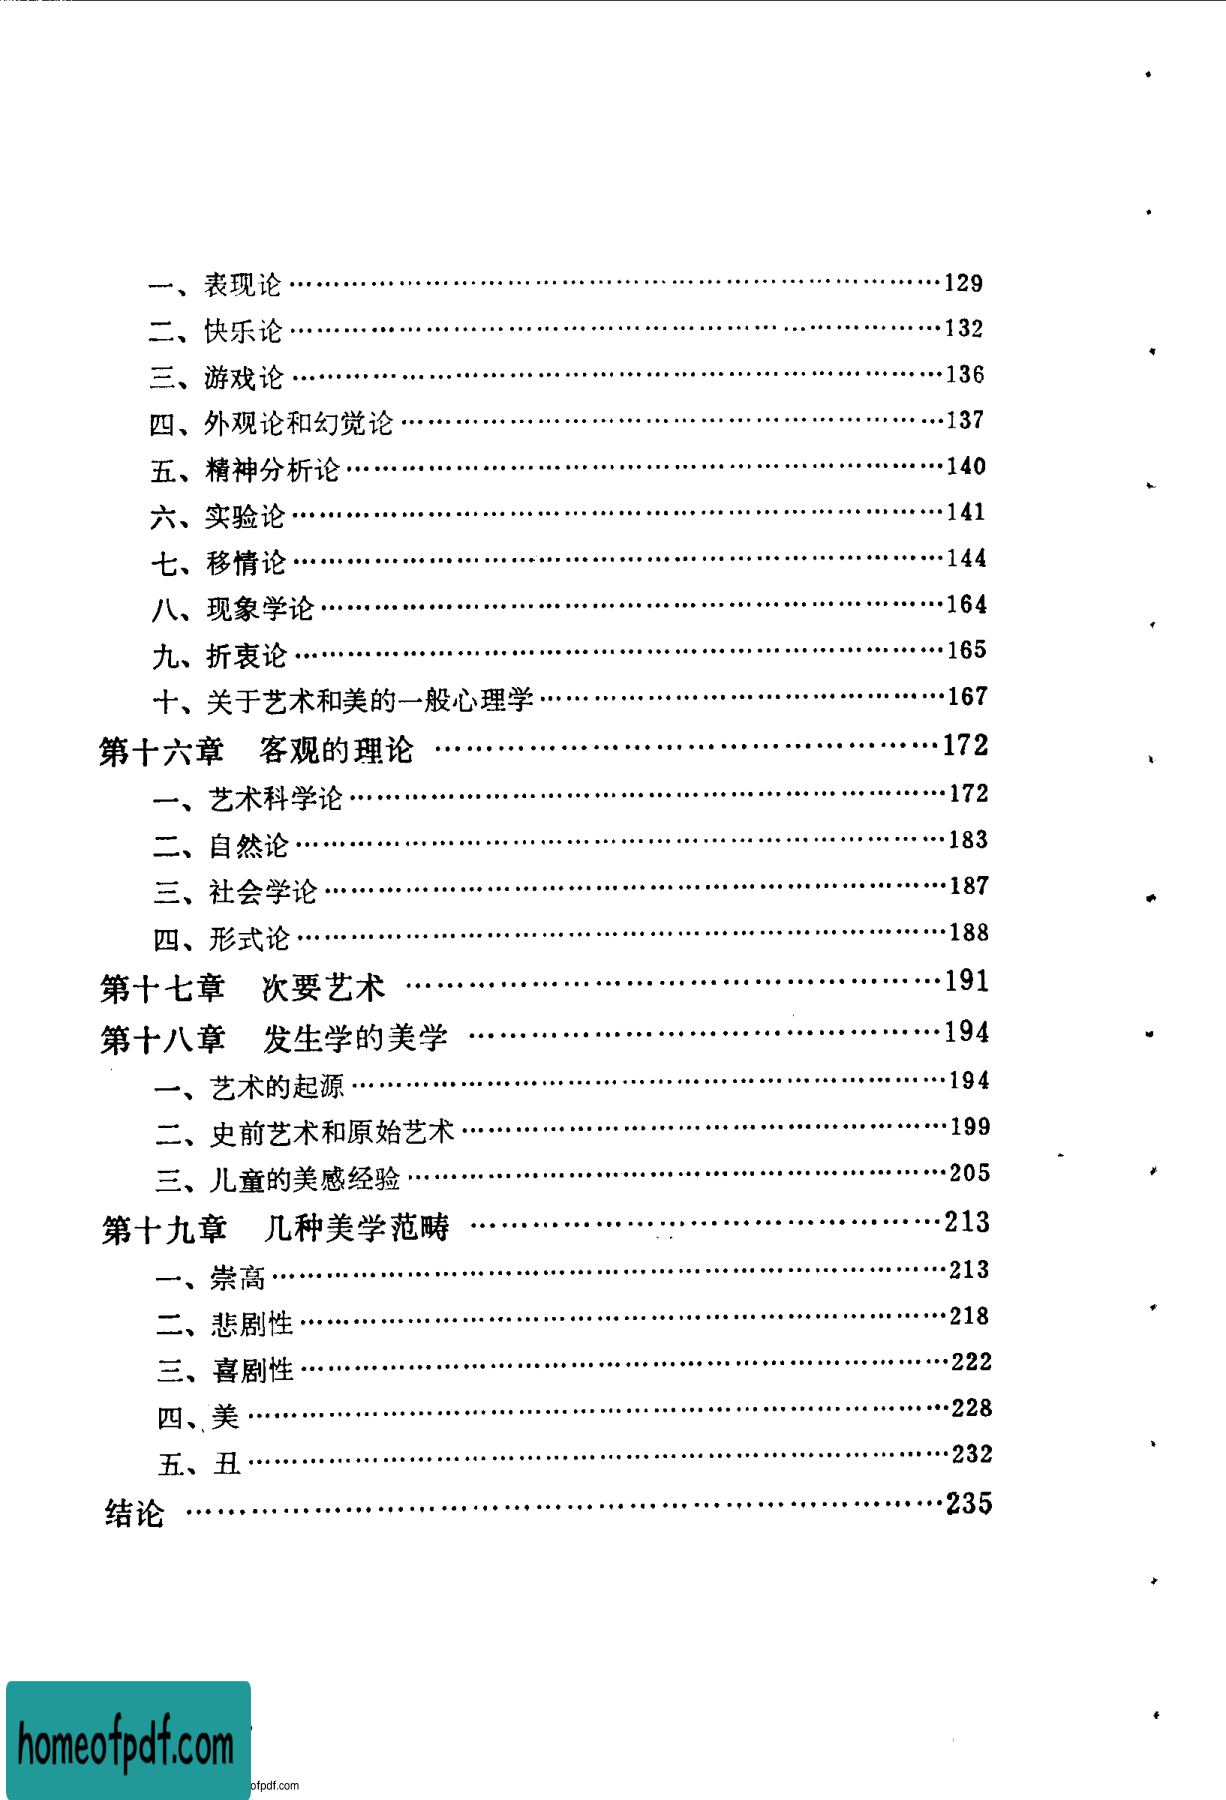 一、表现论……………………………………………………………………129
二、快乐论……………………………………………………………………132
三、游戏论……………………………………………………………………136
四、外观论和幻觉论…………………………………………………………137
五、精神分析论………………………………………………………………140
六、实验论……………………………………………………………………141
七、移情论……………………………………………………………………144
八、现象学论…………………………………………………………………164
九、折衷论……………………………………………………………………165
十、关于艺术和美的一般心理学……………………………………………167
第十六章　客观的理论 ………………………………………………172
一、艺术科学论………………………………………………………………172
二、自然论……………………………………………………………………183
三、社会学论…………………………………………………………………187
四、形式论……………………………………………………………………188
第十七章　次要艺术 …………………………………………………191
第十八章　发生学的美学 ……………………………………………194
一、艺术的起源………………………………………………………………194
二、史前艺术和原始艺术……………………………………………………199
三、儿童的美感经验…………………………………………………………205
第十九章　几种美学范畴 ……………………………………………213
一、崇高………………………………………………………………………213
二、悲剧性……………………………………………………………………218
三、喜剧性……………………………………………………………………222
四、美…………………………………………………………………………228
五、丑…………………………………………………………………………232
结论 ……………………………………………………………………235
homeofpdf.com
ofpdf.com